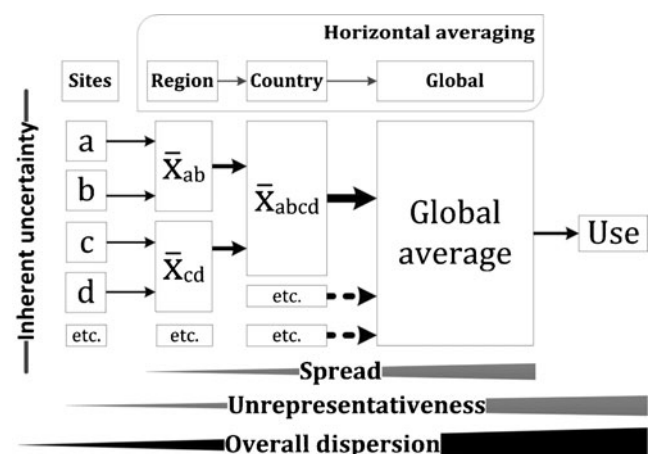 Horizontal averaging
Sites
Region
Country
Global
Inherent uncertainty
a
b
c
d
etc.
X̄ab
X̄cd
etc.
X̄abcd
etc.
etc.
Global
average
Use
Spread
Unrepresentativeness
Overall dispersion